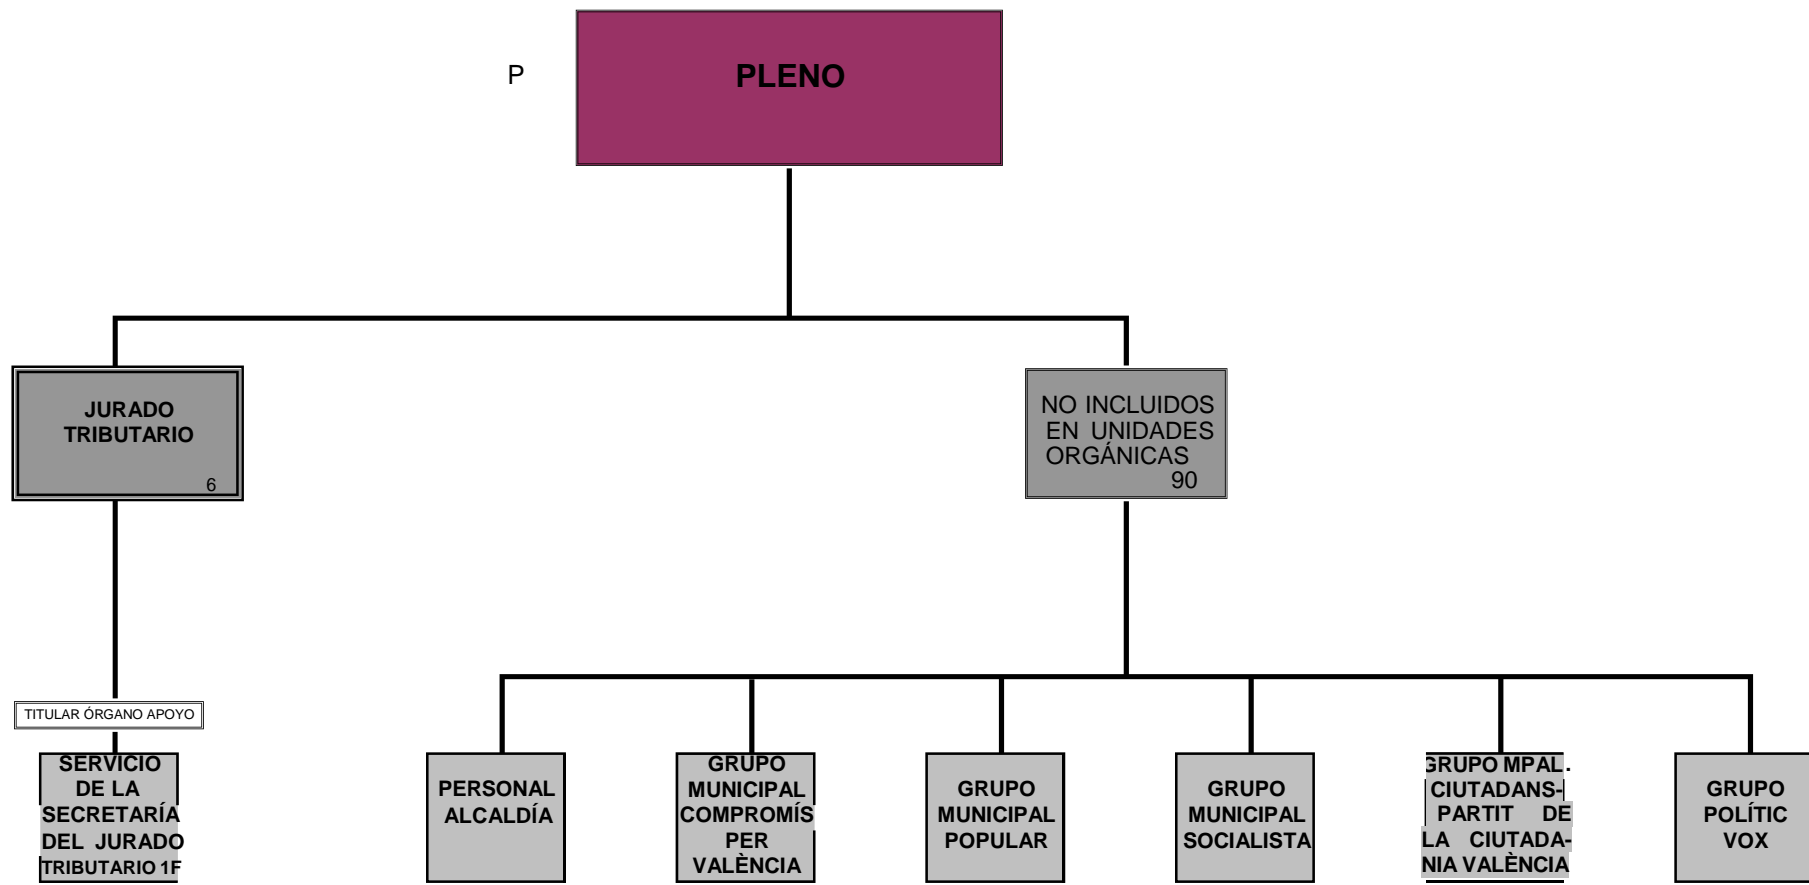 P
PLENO
JURADO
TRIBUTARIO
6
NO INCLUIDOS
EN UNIDADES
ORGÁNICAS
90
TITULAR ÓRGANO APOYO
SERVICIO
DE LA
SECRETARÍA
DEL JURADO
TRIBUTARIO 1F
PERSONAL
ALCALDÍA
GRUPO
MUNICIPAL
COMPROMÍS
PER
VALÈNCIA
GRUPO
MUNICIPAL
POPULAR
GRUPO
MUNICIPAL
SOCIALISTA
GRUPO MPAL.
CIUTADANS-
PARTIT DE
LA CIUTADA-
NIA VALÈNCIA
GRUPO
POLÍTIC
VOX